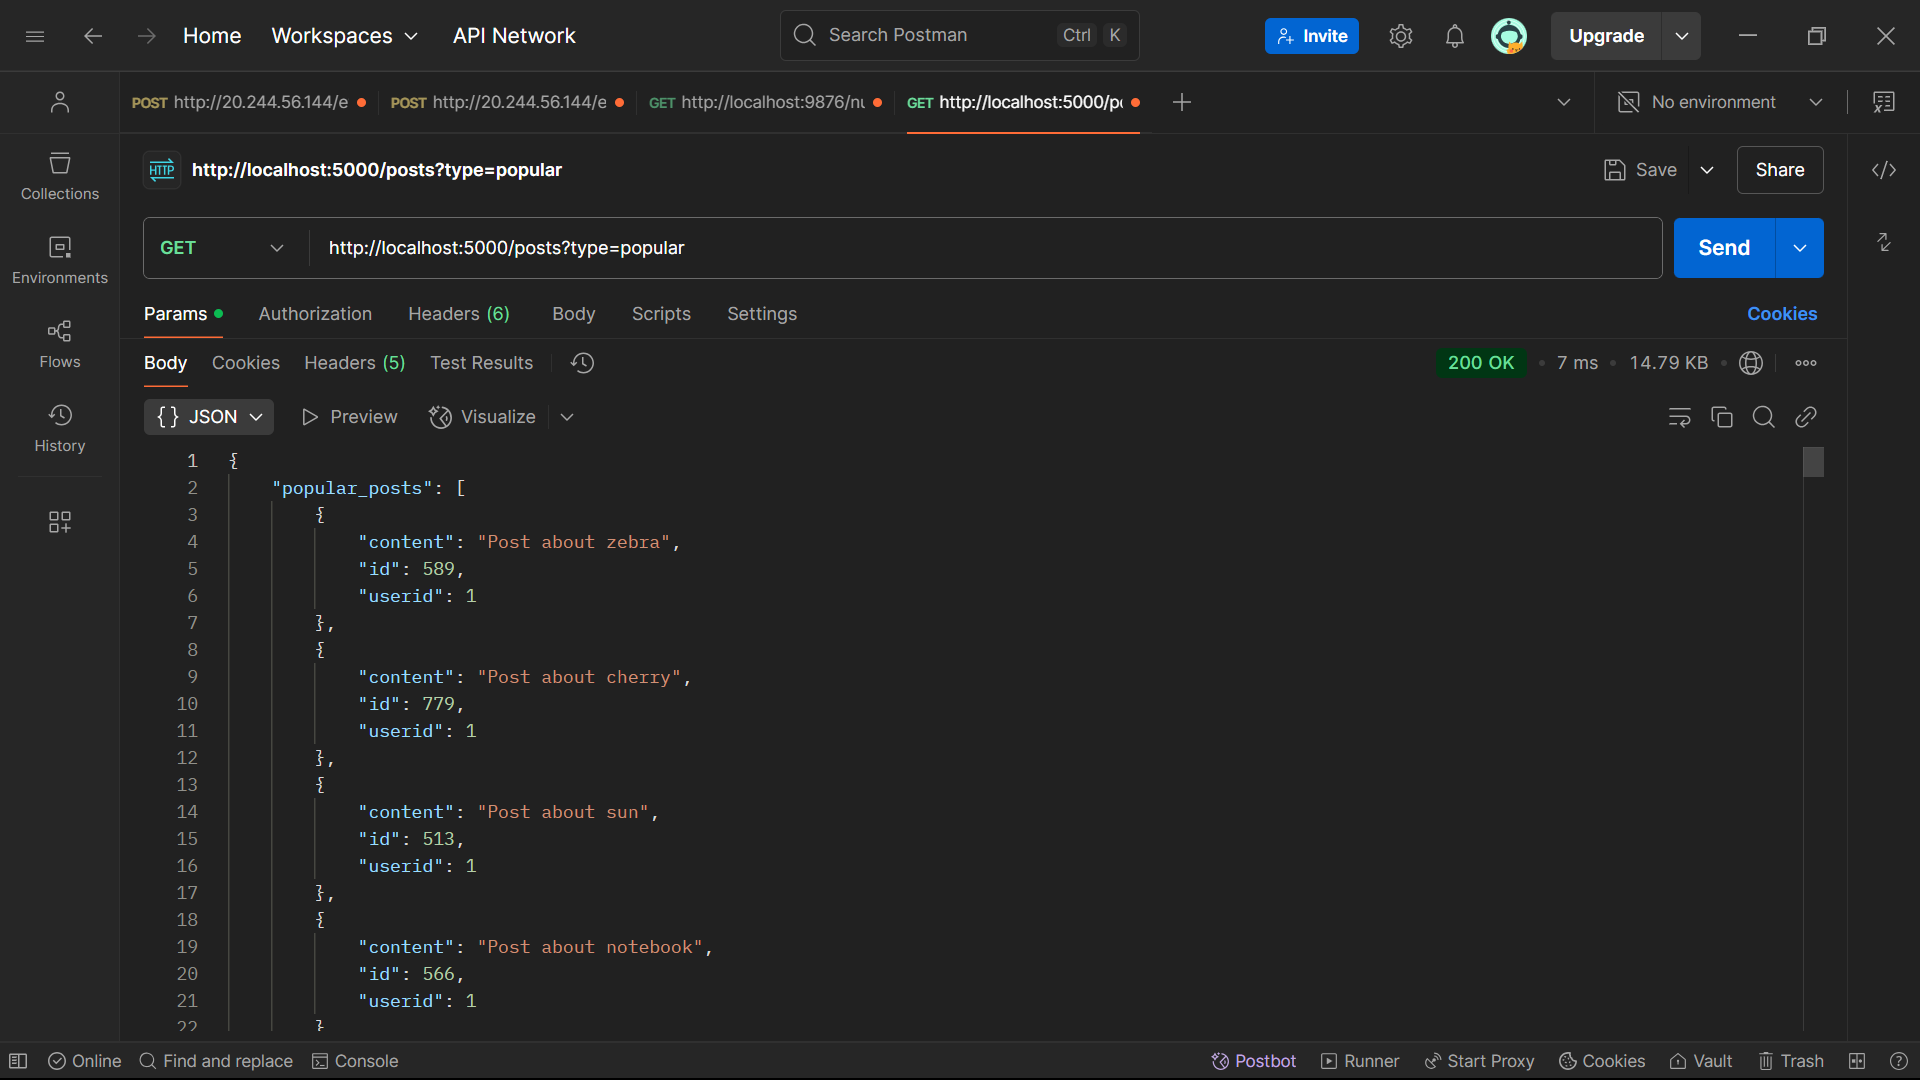 Home Workspaces API Network Search Postman Ctrl K Invite Upgrade
POST http://20.244.56.144/e POST http://20.244.56.144/e GET http://localhost:9876/nu GET http://localhost:5000/po No environment
HTTP http://localhost:5000/posts?type=popular Save Share
Collections
GET http://localhost:5000/posts?type=popular Send
Environments
Params Authorization Headers (6) Body Scripts Settings Cookies
Flows
Body Cookies Headers (5) Test Results 200 OK 7 ms 14.79 KB
{} JSON Preview Visualize
History
1 {
2 "popular_posts": [
3 {
4 "content": "Post about zebra",
5 "id": 589,
6 "userid": 1
7 },
8 {
9 "content": "Post about cherry",
10 "id": 779,
11 "userid": 1
12 },
13 {
14 "content": "Post about sun",
15 "id": 513,
16 "userid": 1
17 },
18 {
19 "content": "Post about notebook",
20 "id": 566,
21 "userid": 1
22 }
Online Find and replace Console Postbot Runner Start Proxy Cookies Vault Trash